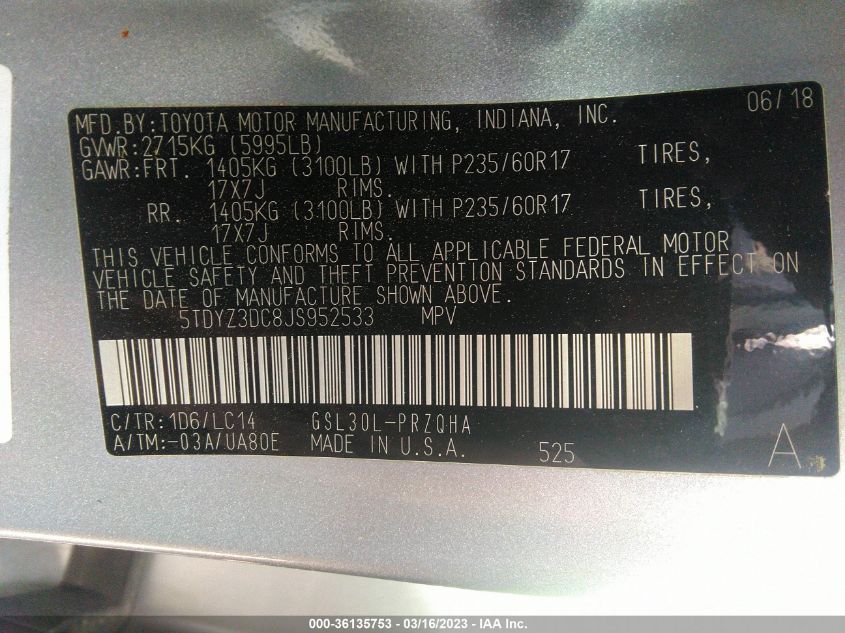 06/18
MFD.BY:TOYOTA MOTOR MANUFACTURING, INDIANA, INC.
GVWR:2715KG (5995LB)
GAWR:FRT. 1405KG (3100LB) WITH P235/60R17 TIRES,
17X7J RIMS.
RR. 1405KG (3100LB) WITH P235/60R17 TIRES,
17X7J RIMS.
THIS VEHICLE CONFORMS TO ALL APPLICABLE FEDERAL MOTOR
VEHICLE SAFETY AND THEFT PREVENTION STANDARDS IN EFFECT ON
THE DATE OF MANUFACTURE SHOWN ABOVE.
5TDYZ3DC8JS952533 MPV
C/TR:1D6/LC14 GSL30L-PRZQHA
A/TM:-03A/UA80E MADE IN U.S.A. 525 A
000-36135753 - 03/16/2023 - IAA Inc.